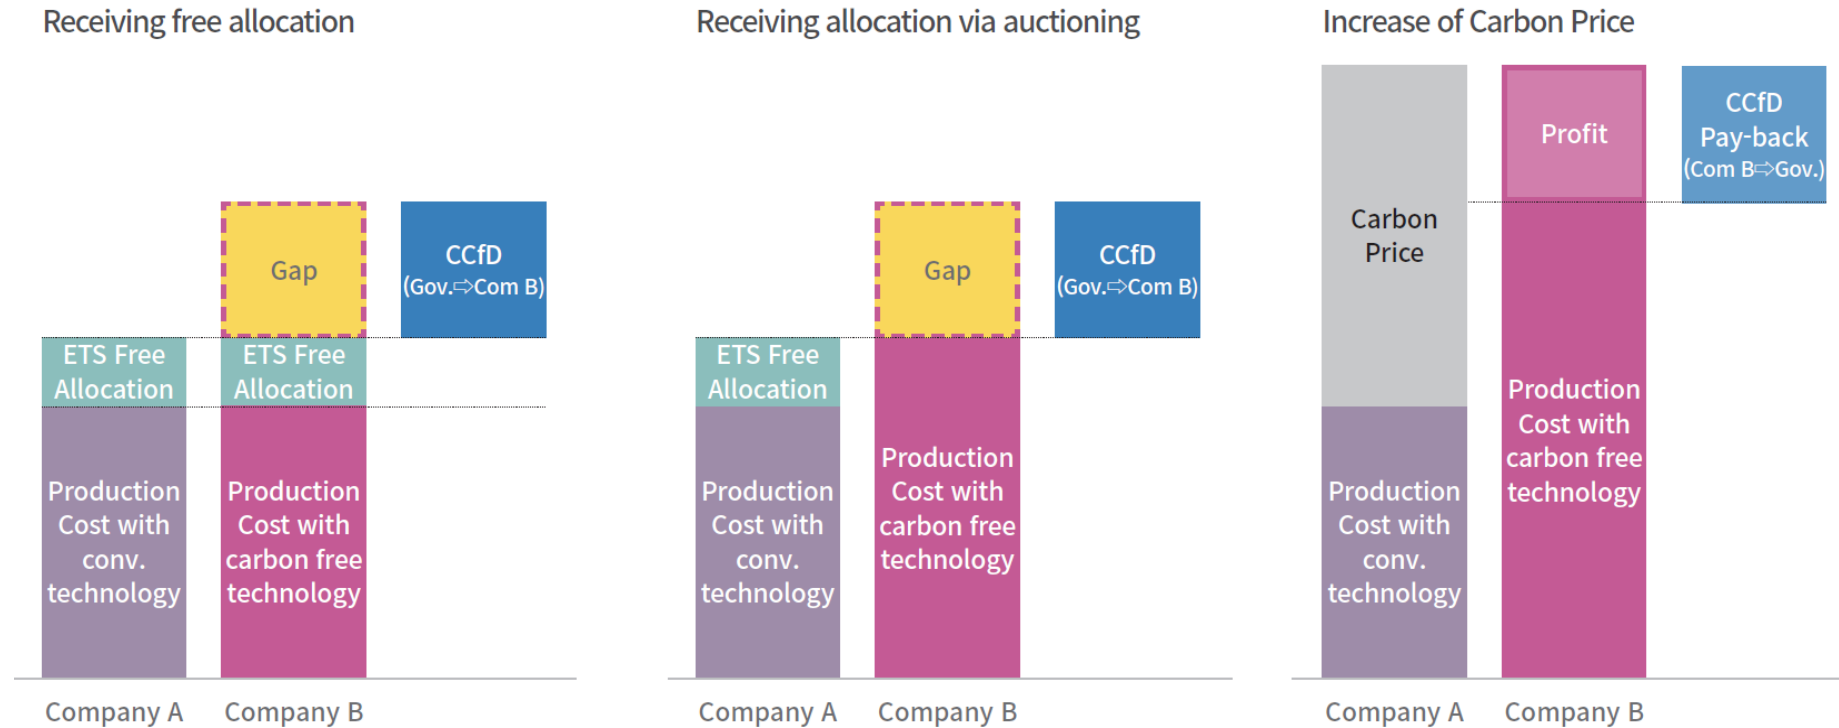 Receiving free allocation
Gap
CCfD
(Gov.⇨Com B)
ETS Free
Allocation
ETS Free
Allocation
Production
Cost with
conv.
technology
Production
Cost with
carbon free
technology
Company A
Company B
Receiving allocation via auctioning
Gap
CCfD
(Gov.⇨Com B)
ETS Free
Allocation
Production
Cost with
conv.
technology
Production
Cost with
carbon free
technology
Company A
Company B
Increase of Carbon Price
Carbon
Price
Profit
CCfD
Pay-back
(Com B⇨Gov.)
Production
Cost with
conv.
technology
Production
Cost with
carbon free
technology
Company A
Company B